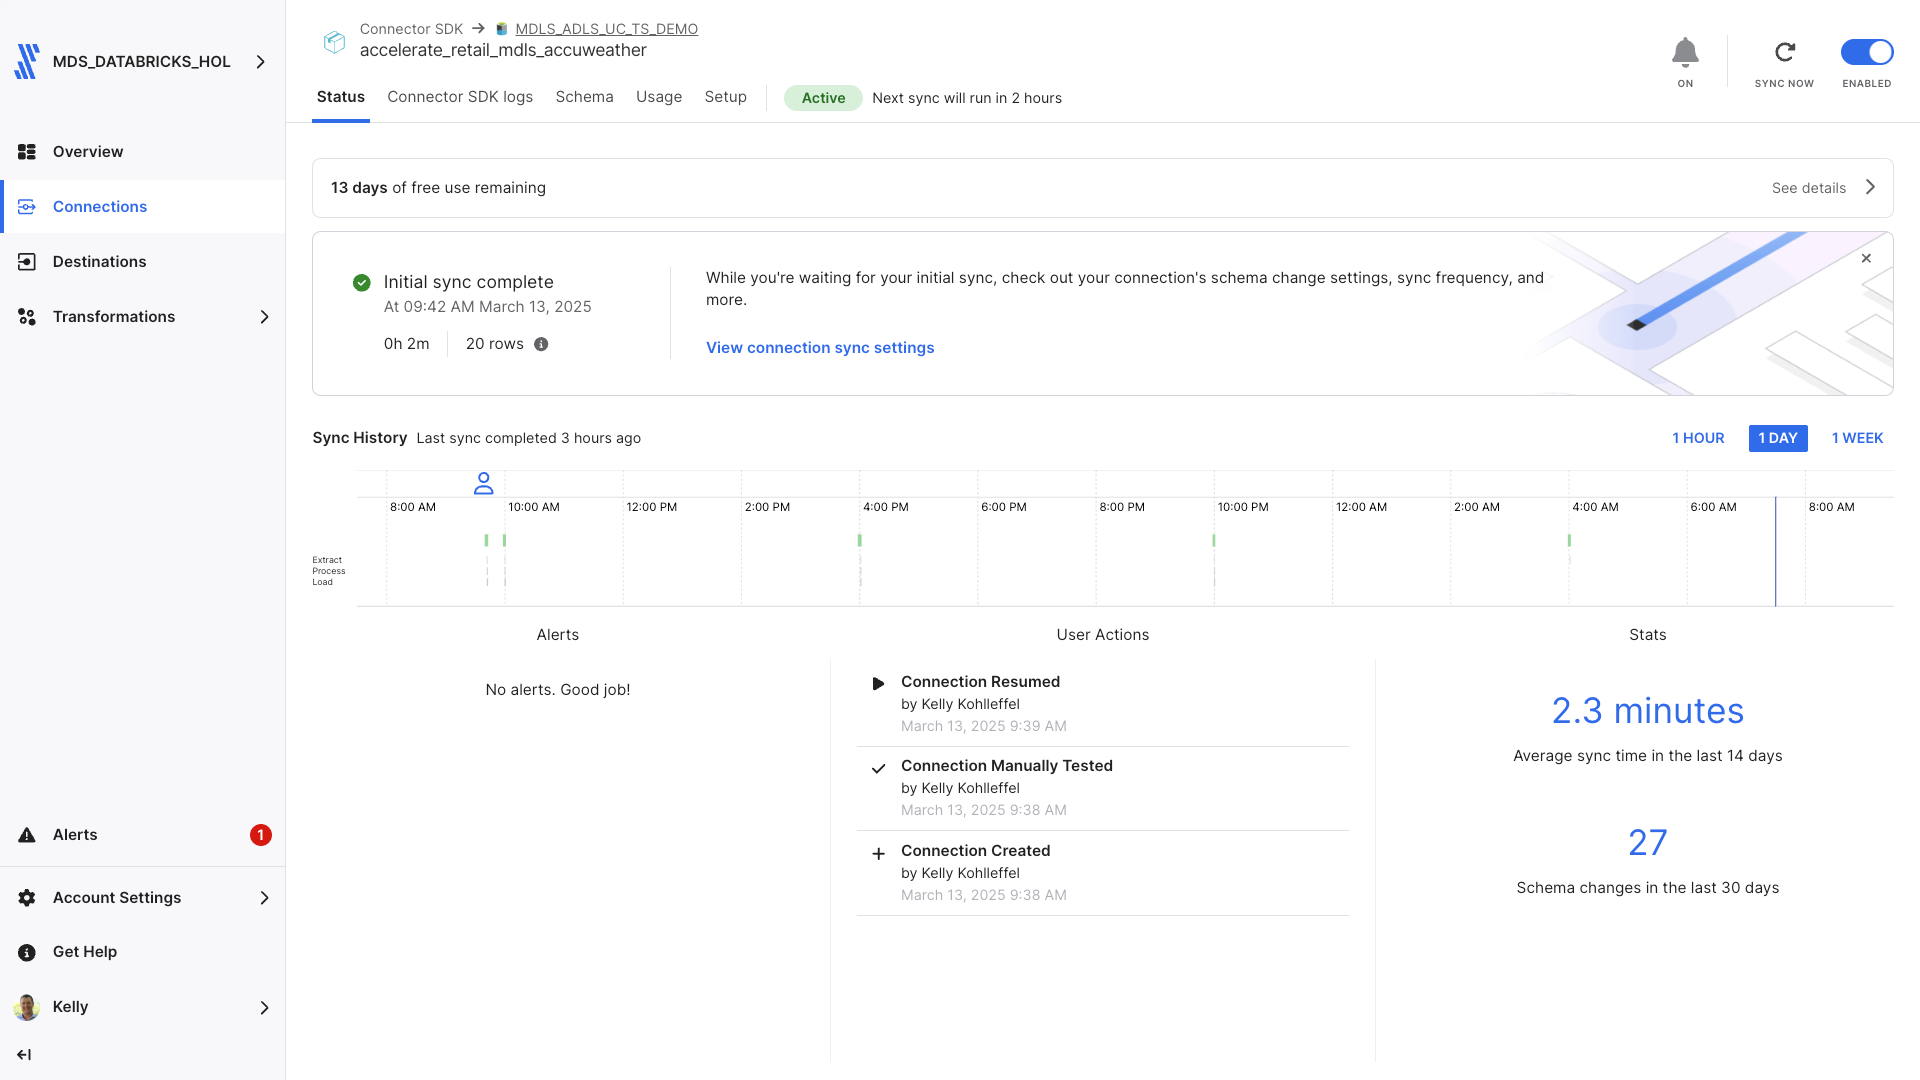 MDS_DATABRICKS_HOL
Overview
Connections
Destinations
Transformations
Alerts
1
Account Settings
Get Help
Kelly
Connector SDK → MDLS_ADLS_UC_TS_DEMO
accelerate_retail_mdls_accuweather
ON
SYNC NOW
ENABLED
Status
Connector SDK logs
Schema
Usage
Setup
Active
Next sync will run in 2 hours
13 days of free use remaining
See details
Initial sync complete
At 09:42 AM March 13, 2025
0h 2m
20 rows
While you're waiting for your initial sync, check out your connection's schema change settings, sync frequency, and
more.
View connection sync settings
Sync History Last sync completed 3 hours ago
1 HOUR
1 DAY
1 WEEK
8:00 AM
10:00 AM
12:00 PM
2:00 PM
4:00 PM
6:00 PM
8:00 PM
10:00 PM
12:00 AM
2:00 AM
4:00 AM
6:00 AM
8:00 AM
Extract
Process
Load
Alerts
No alerts. Good job!
User Actions
Connection Resumed
by Kelly Kohlleffel
March 13, 2025 9:39 AM
Connection Manually Tested
by Kelly Kohlleffel
March 13, 2025 9:38 AM
Connection Created
by Kelly Kohlleffel
March 13, 2025 9:38 AM
Stats
2.3 minutes
Average sync time in the last 14 days
27
Schema changes in the last 30 days